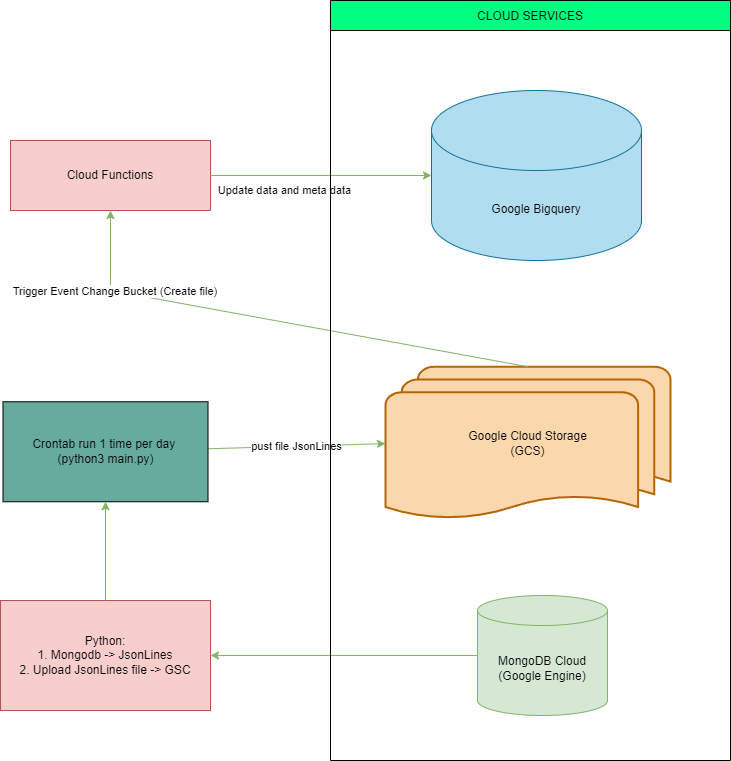 CLOUD SERVICES
Cloud Functions
Update data and meta data
Google Bigquery
Trigger Event Change Bucket (Create file)
Crontab run 1 time per day
(python3 main.py)
pust file JsonLines
Google Cloud Storage
(GCS)
Python:
1. Mongodb -> JsonLines
2. Upload JsonLines file -> GSC
MongoDB Cloud
(Google Engine)